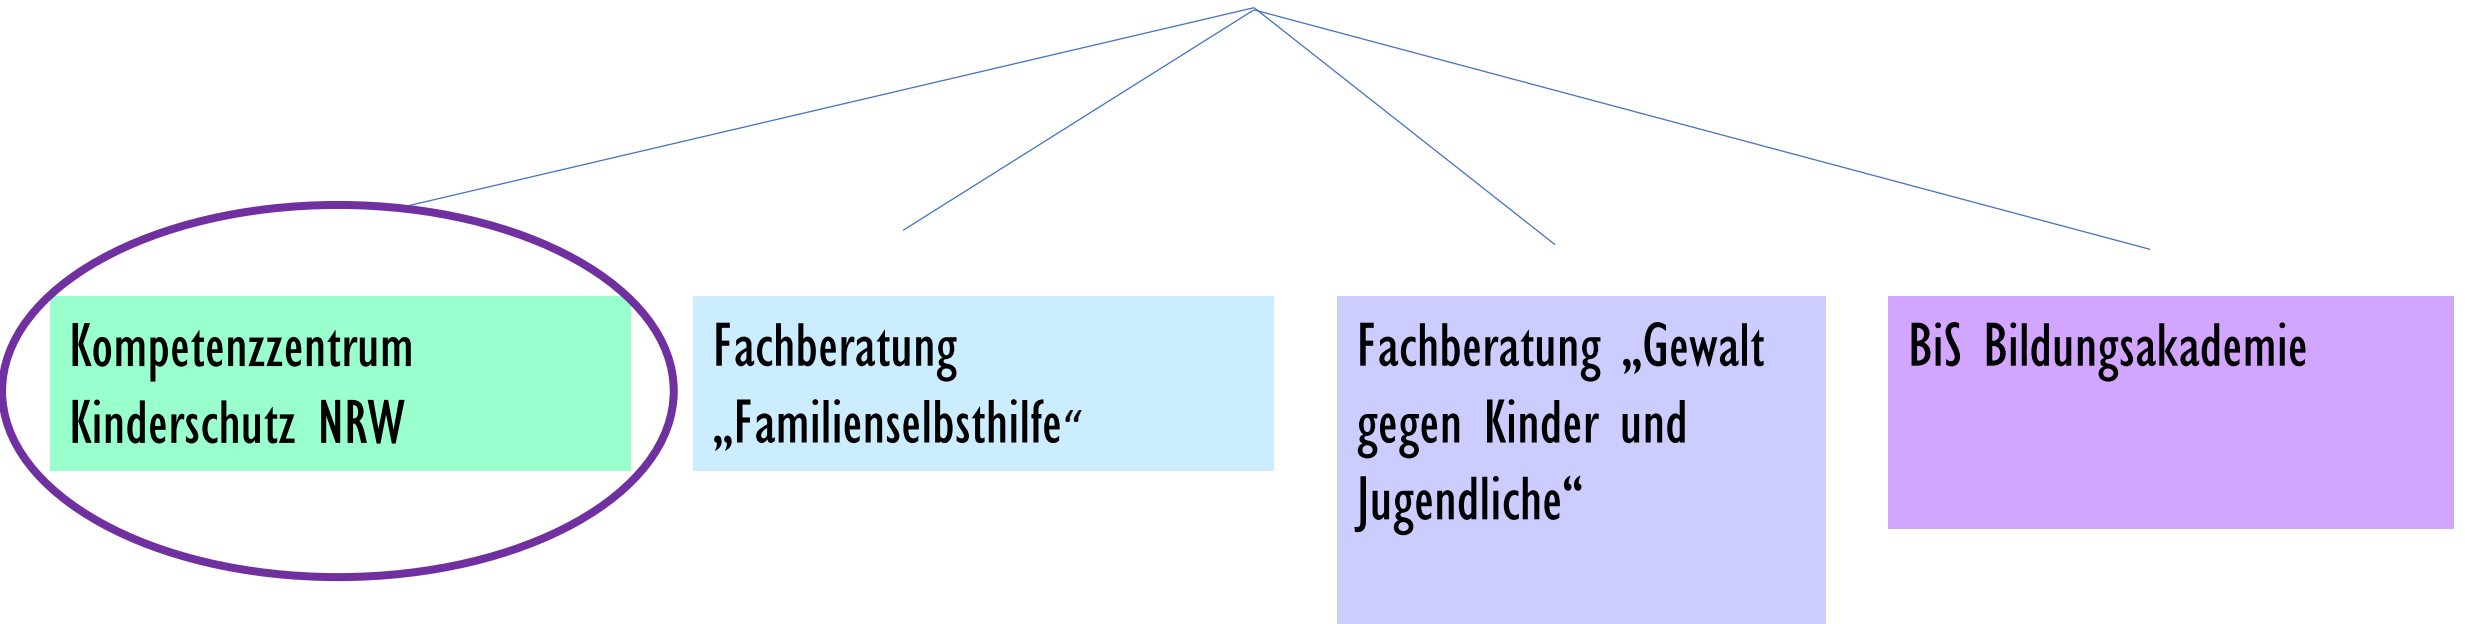 Kompetenzzentrum
Kinderschutz NRW
Fachberatung
„Familienselbsthilfe“
Fachberatung „Gewalt
gegen Kinder und
Jugendliche“
BiS Bildungsakademie